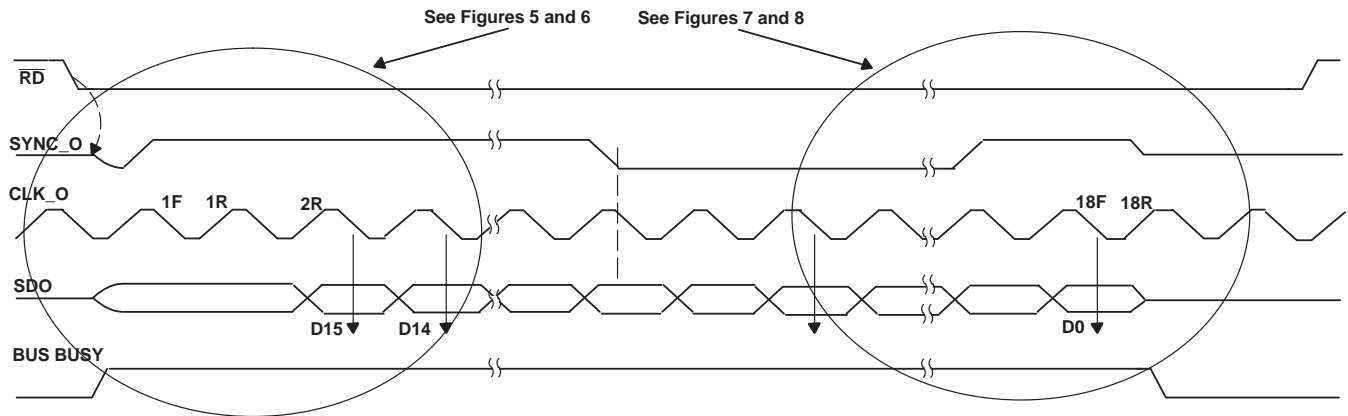 See Figures 5 and 6
See Figures 7 and 8
RD
SYNC_O
CLK_O
1F
1R
2R
18F
18R
SDO
D15
D14
D0
BUS BUSY